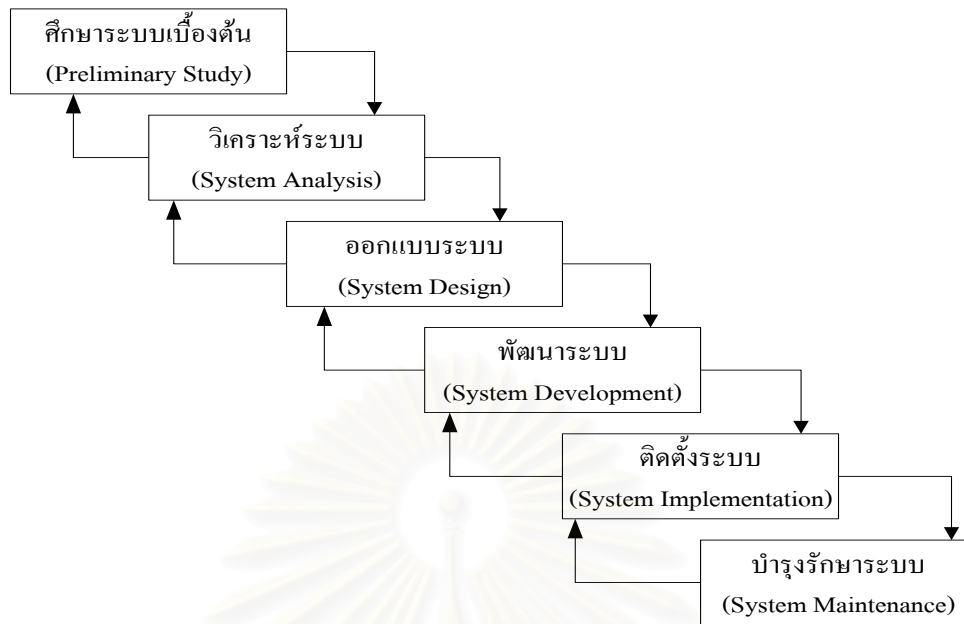 ศึกษาระบบเบื้องต้น
(Preliminary Study)
วิเคราะห์ระบบ
(System Analysis)
ออกแบบระบบ
(System Design)
พัฒนาระบบ
(System Development)
ติดตั้งระบบ
(System Implementation)
บำรุงรักษาระบบ
(System Maintenance)